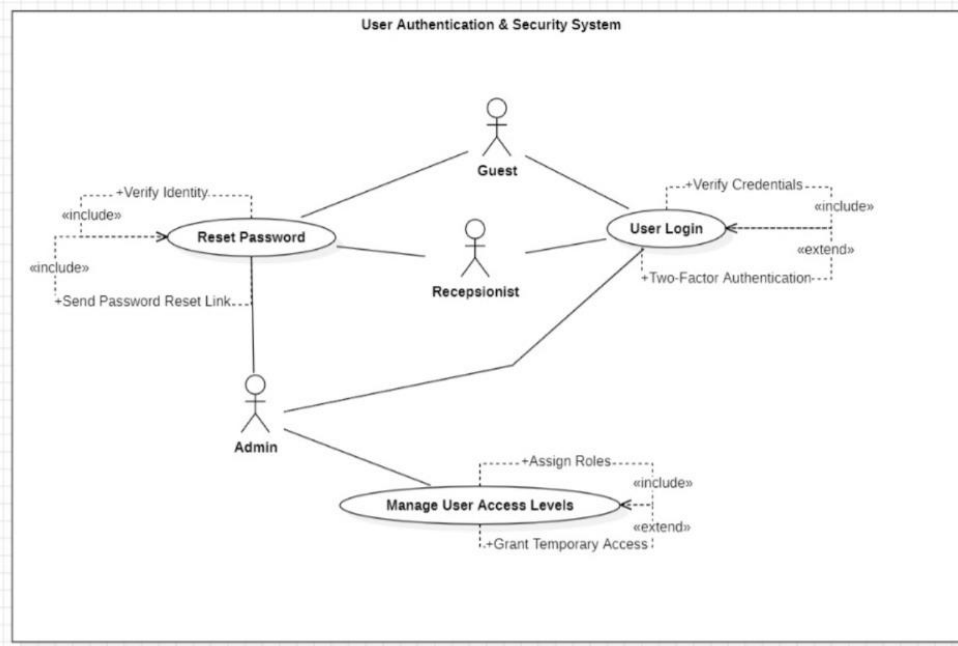 User Authentication & Security System
Guest
+Verify Identity
«include»
Reset Password
«include»
+Send Password Reset Link
Recepsionist
+Verify Credentials
«include»
User Login
«extend»
+Two-Factor Authentication
Admin
+Assign Roles
«include»
Manage User Access Levels
«extend»
+Grant Temporary Access